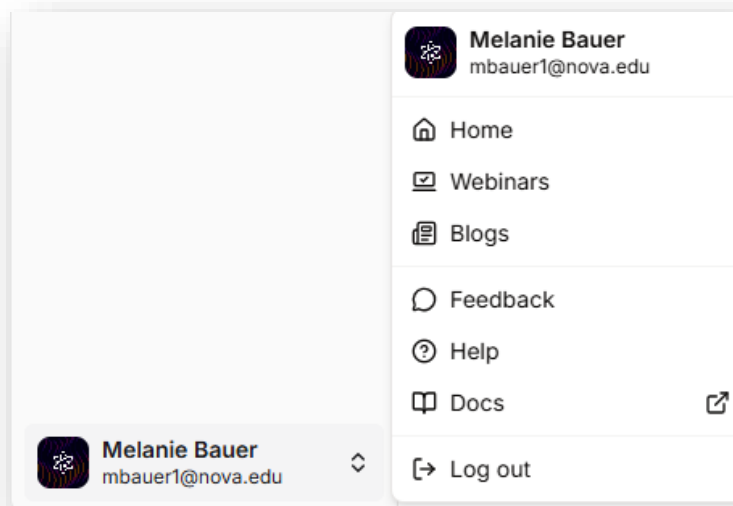 Melanie Bauer
mbauer1@nova.edu
Home
Webinars
Blogs
Feedback
Help
Docs
Log out
Melanie Bauer
mbauer1@nova.edu